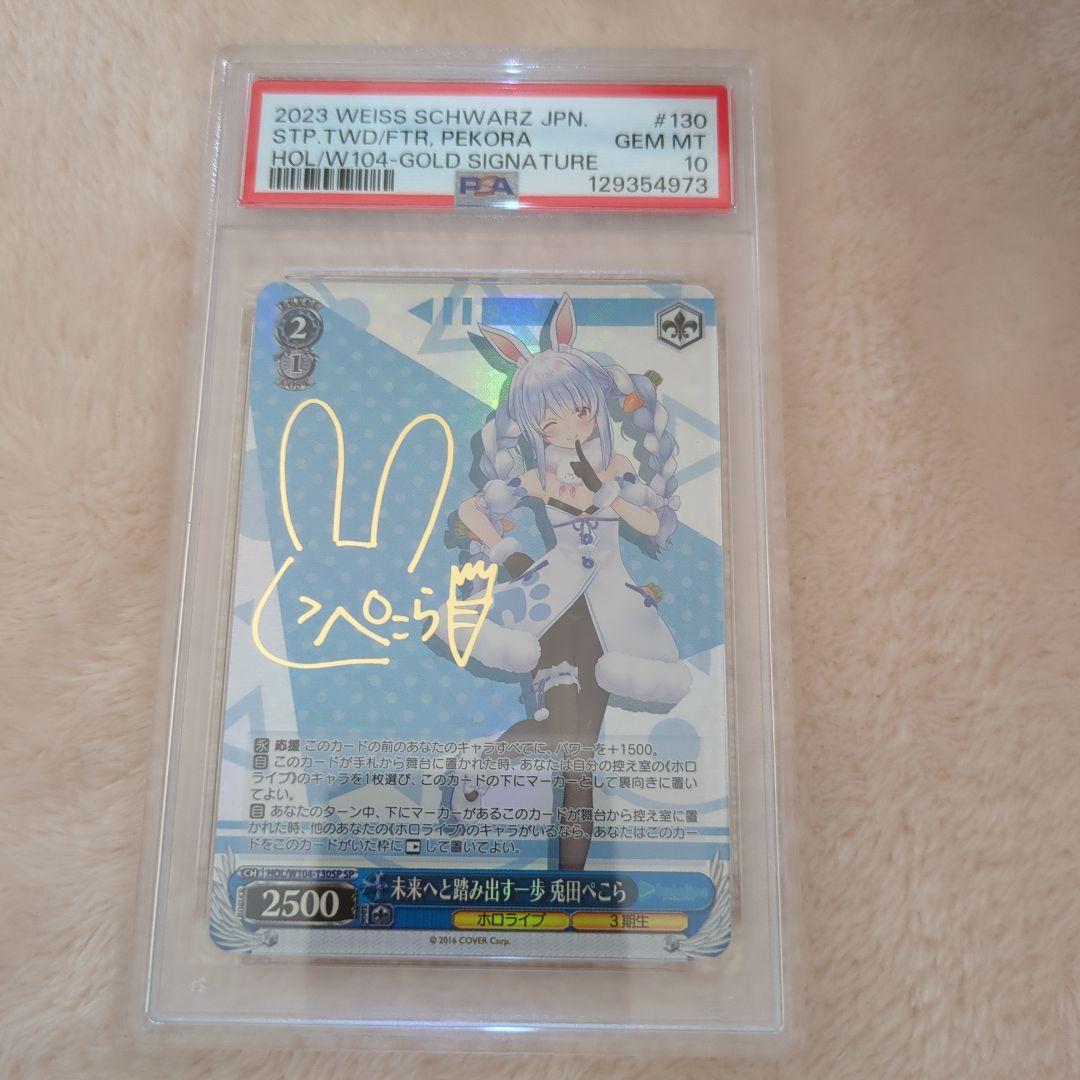 2023 WEISS SCHWARZ JPN. #130
STP.TWD/FTR, PEKORA GEM MT
HOL/W104-GOLD SIGNATURE 10
PSA 129354973
LEVEL
2
1
COST
ぺこら
永 応援 このカードの前のあなたのキャラすべてに、パワーを+1500。
自 このカードが手札から舞台に置かれた時、あなたは自分の控え室の《ホロ
ライブ》のキャラを1枚選び、このカードの下にマーカーとして裏向きに置い
てよい。
自 あなたのターン中、下にマーカーがあるこのカードが舞台から控え室に置
かれた時、他のあなたの《ホロライブ》のキャラがいるなら、あなたはこのカー
ドをこのカードがいた枠に して置いてよい。
CH HOL/W104-130SP SP
未来へと踏み出す一歩 兎田ぺこら
POWER 2500
ホロライブ 3期生
© 2016 COVER Corp.